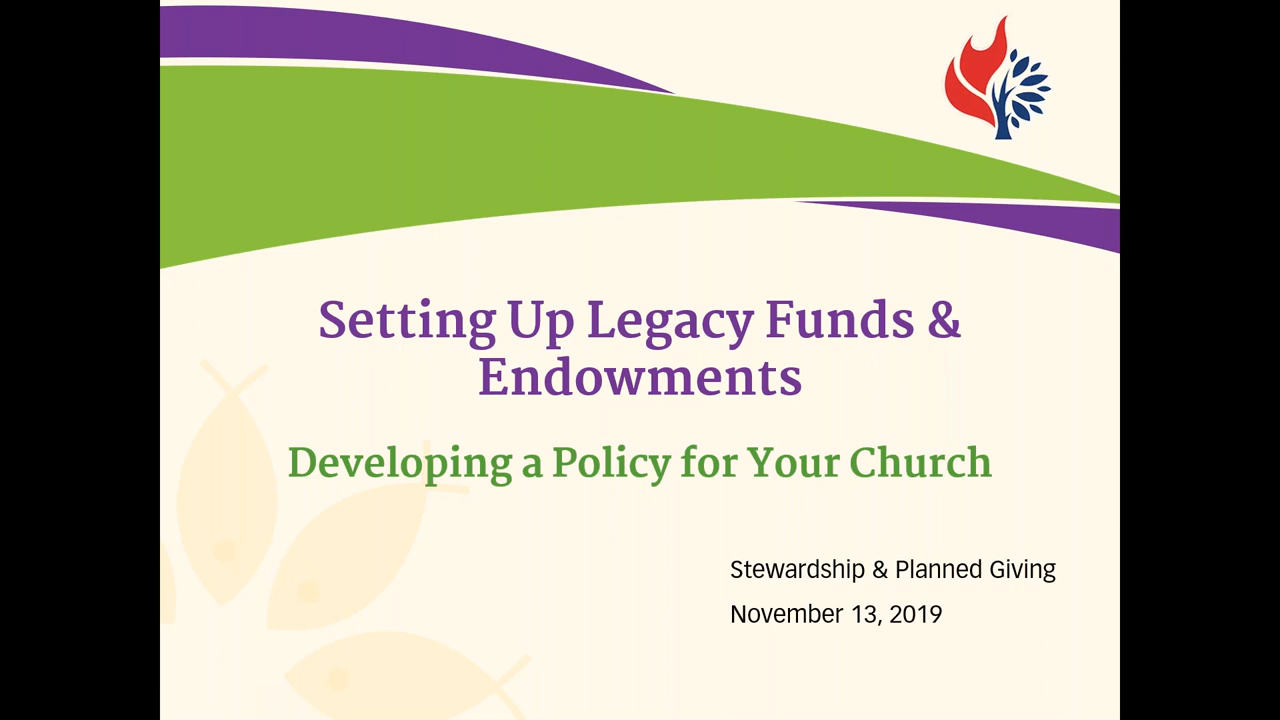 Setting Up Legacy Funds &
Endowments
Developing a Policy for Your Church
Stewardship & Planned Giving
November 13, 2019